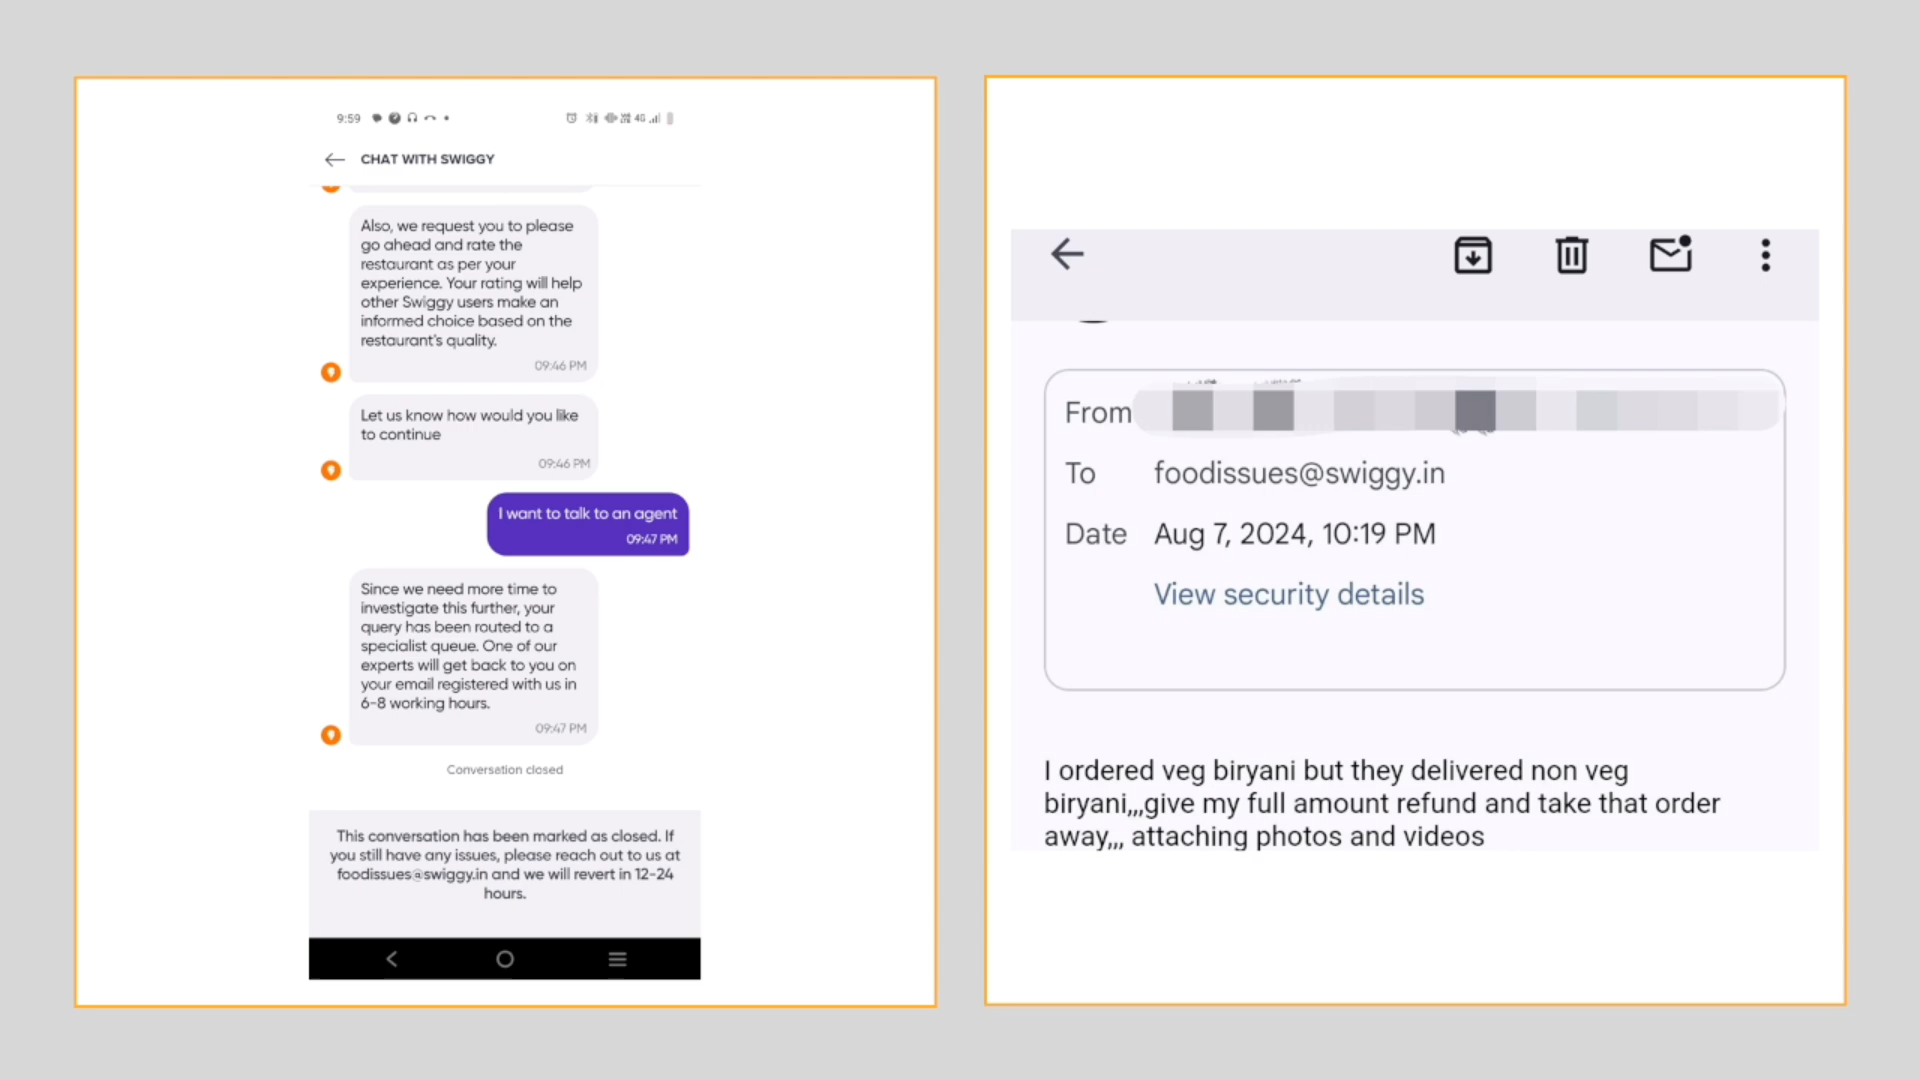 9:59
4G
CHAT WITH SWIGGY
Also, we request you to please
go ahead and rate the
restaurant as per your
experience. Your rating will help
other Swiggy users make an
informed choice based on the
restaurant's quality.
09:46 PM
Let us know how would you like
to continue
09:46 PM
I want to talk to an agent
09:47 PM
Since we need more time to
investigate this further, your
query has been routed to a
specialist queue. One of our
experts will get back to you on
your email registered with us in
6-8 working hours.
09:47 PM
Conversation closed
This conversation has been marked as closed. If
you still have any issues, please reach out to us at
foodissues@swiggy.in and we will revert in 12-24
hours.
From
To foodissues@swiggy.in
Date Aug 7, 2024, 10:19 PM
View security details
I ordered veg biryani but they delivered non veg
biryani,,,give my full amount refund and take that order
away,,, attaching photos and videos